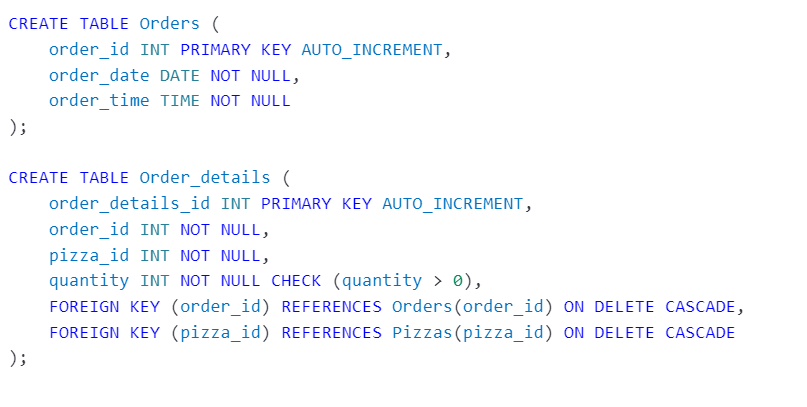 CREATE TABLE Orders (
    order_id INT PRIMARY KEY AUTO_INCREMENT,
    order_date DATE NOT NULL,
    order_time TIME NOT NULL
);

CREATE TABLE Order_details (
    order_details_id INT PRIMARY KEY AUTO_INCREMENT,
    order_id INT NOT NULL,
    pizza_id INT NOT NULL,
    quantity INT NOT NULL CHECK (quantity > 0),
    FOREIGN KEY (order_id) REFERENCES Orders(order_id) ON DELETE CASCADE,
    FOREIGN KEY (pizza_id) REFERENCES Pizzas(pizza_id) ON DELETE CASCADE
);